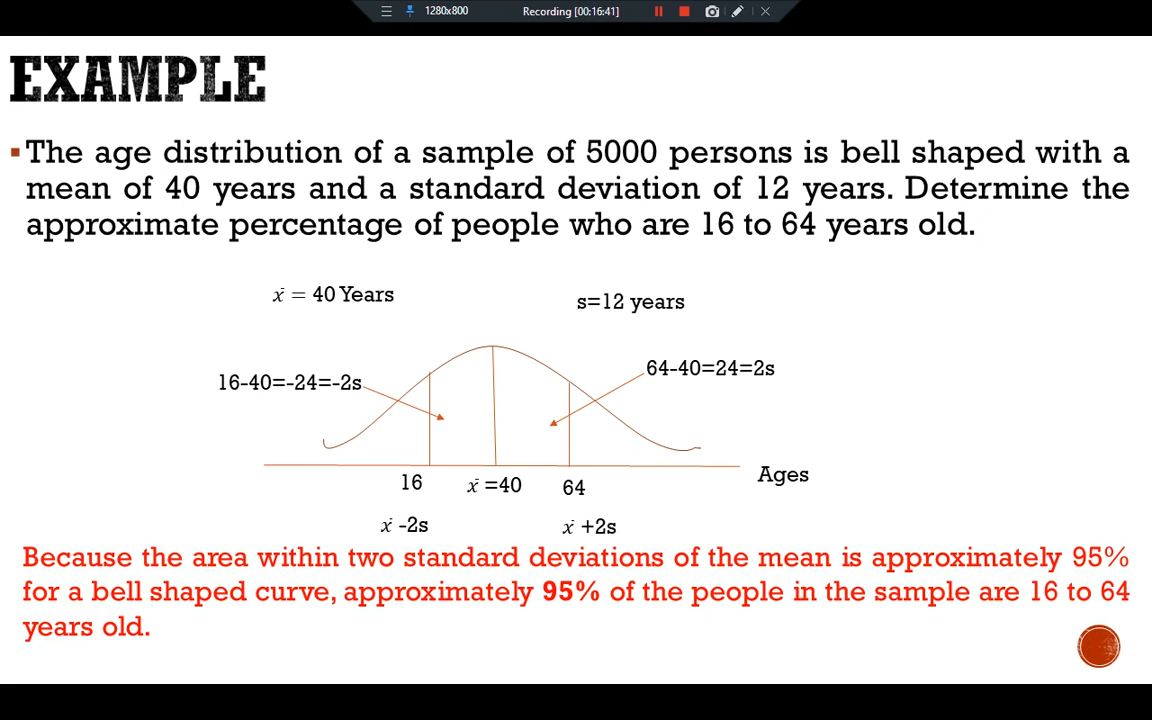 1280x800
Recording [00:16:41]
EXAMPLE
▪The age distribution of a sample of 5000 persons is bell shaped with a
mean of 40 years and a standard deviation of 12 years. Determine the
approximate percentage of people who are 16 to 64 years old.
x̄ = 40 Years
s=12 years
16-40=-24=-2s
64-40=24=2s
16
x̄ =40
64
Ages
x̄ -2s
x̄ +2s
Because the area within two standard deviations of the mean is approximately 95%
for a bell shaped curve, approximately 95% of the people in the sample are 16 to 64
years old.